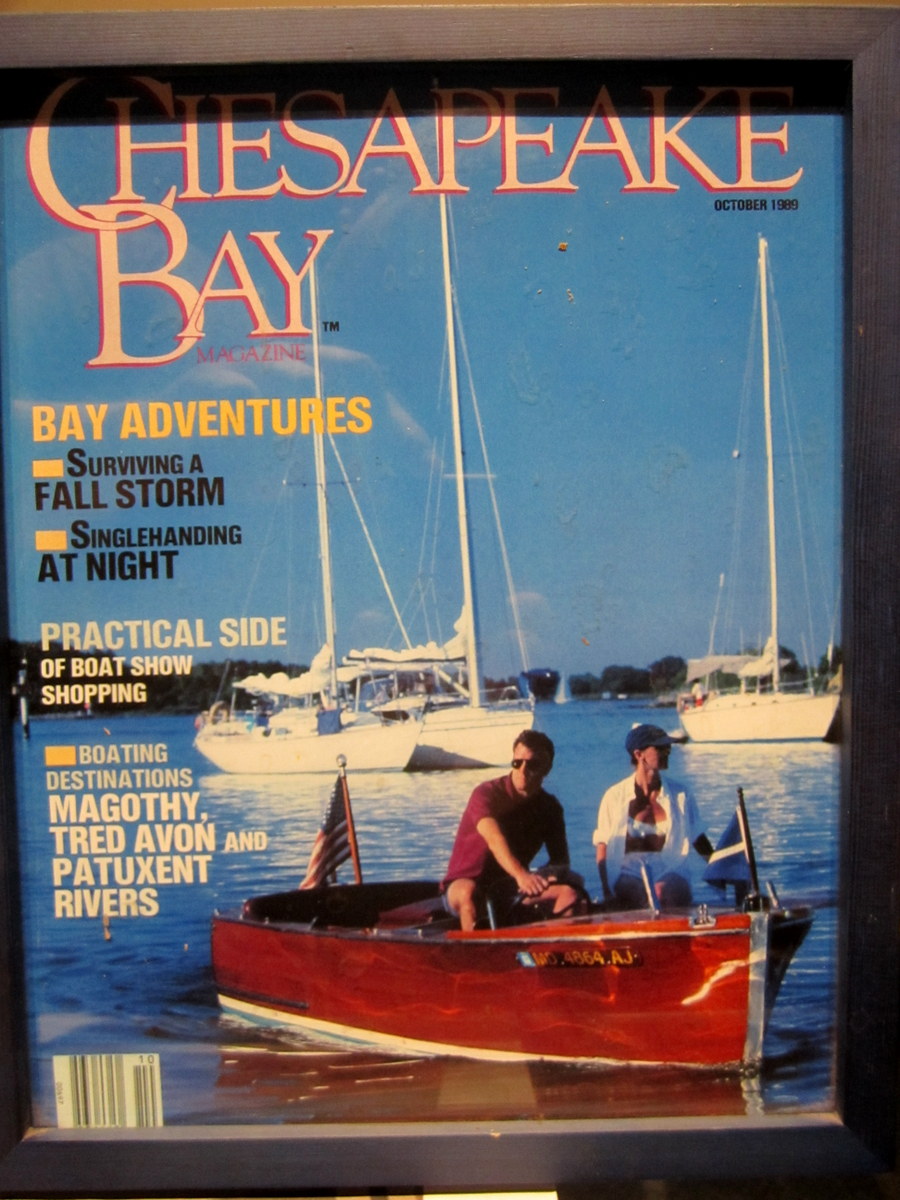 CHESAPEAKE
OCTOBER 1989
BAY ™
MAGAZINE
BAY ADVENTURES
SURVIVING A
FALL STORM
SINGLEHANDING
AT NIGHT
PRACTICAL SIDE
OF BOAT SHOW
SHOPPING
BOATING
DESTINATIONS
MAGOTHY,
TRED AVON AND
PATUXENT
RIVERS
MD.4864.AJ
10